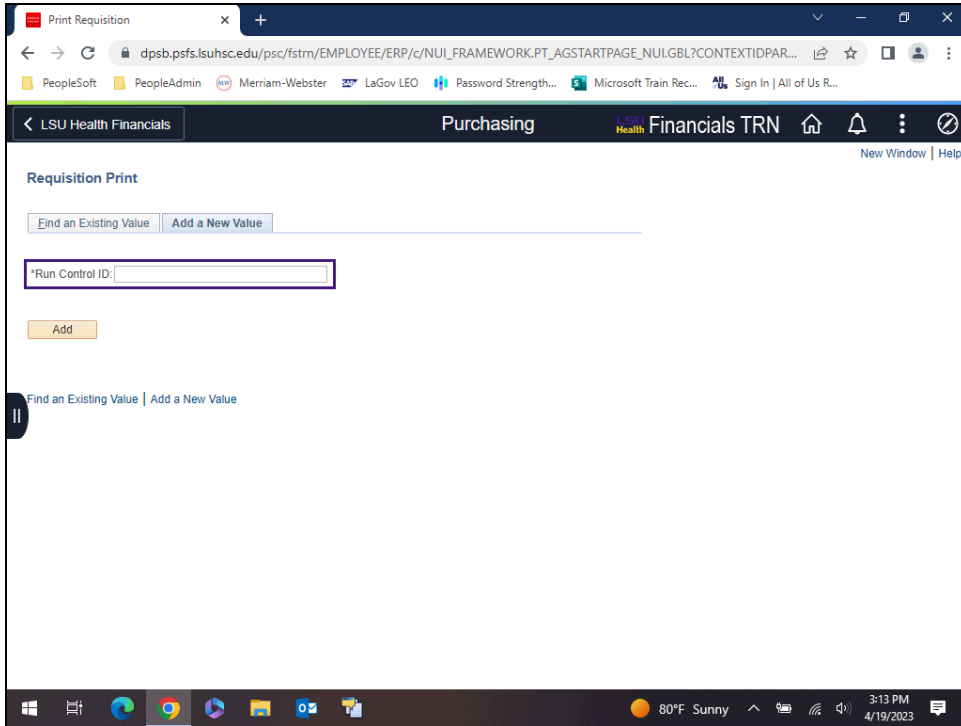 Print Requisition
dpsb.psfs.lsuhsc.edu/psc/fstrn/EMPLOYEE/ERP/c/NUI_FRAMEWORK.PT_AGSTARTPAGE_NUI.GBL?CONTEXTIDPAR...
PeopleSoft PeopleAdmin Merriam-Webster LaGov LEO Password Strength... Microsoft Train Rec... Sign In | All of Us R...
LSU Health Financials Purchasing LSU Health Financials TRN
New Window | Help
Requisition Print
Find an Existing Value Add a New Value
*Run Control ID:
Add
Find an Existing Value | Add a New Value
80°F Sunny 3:13 PM
4/19/2023